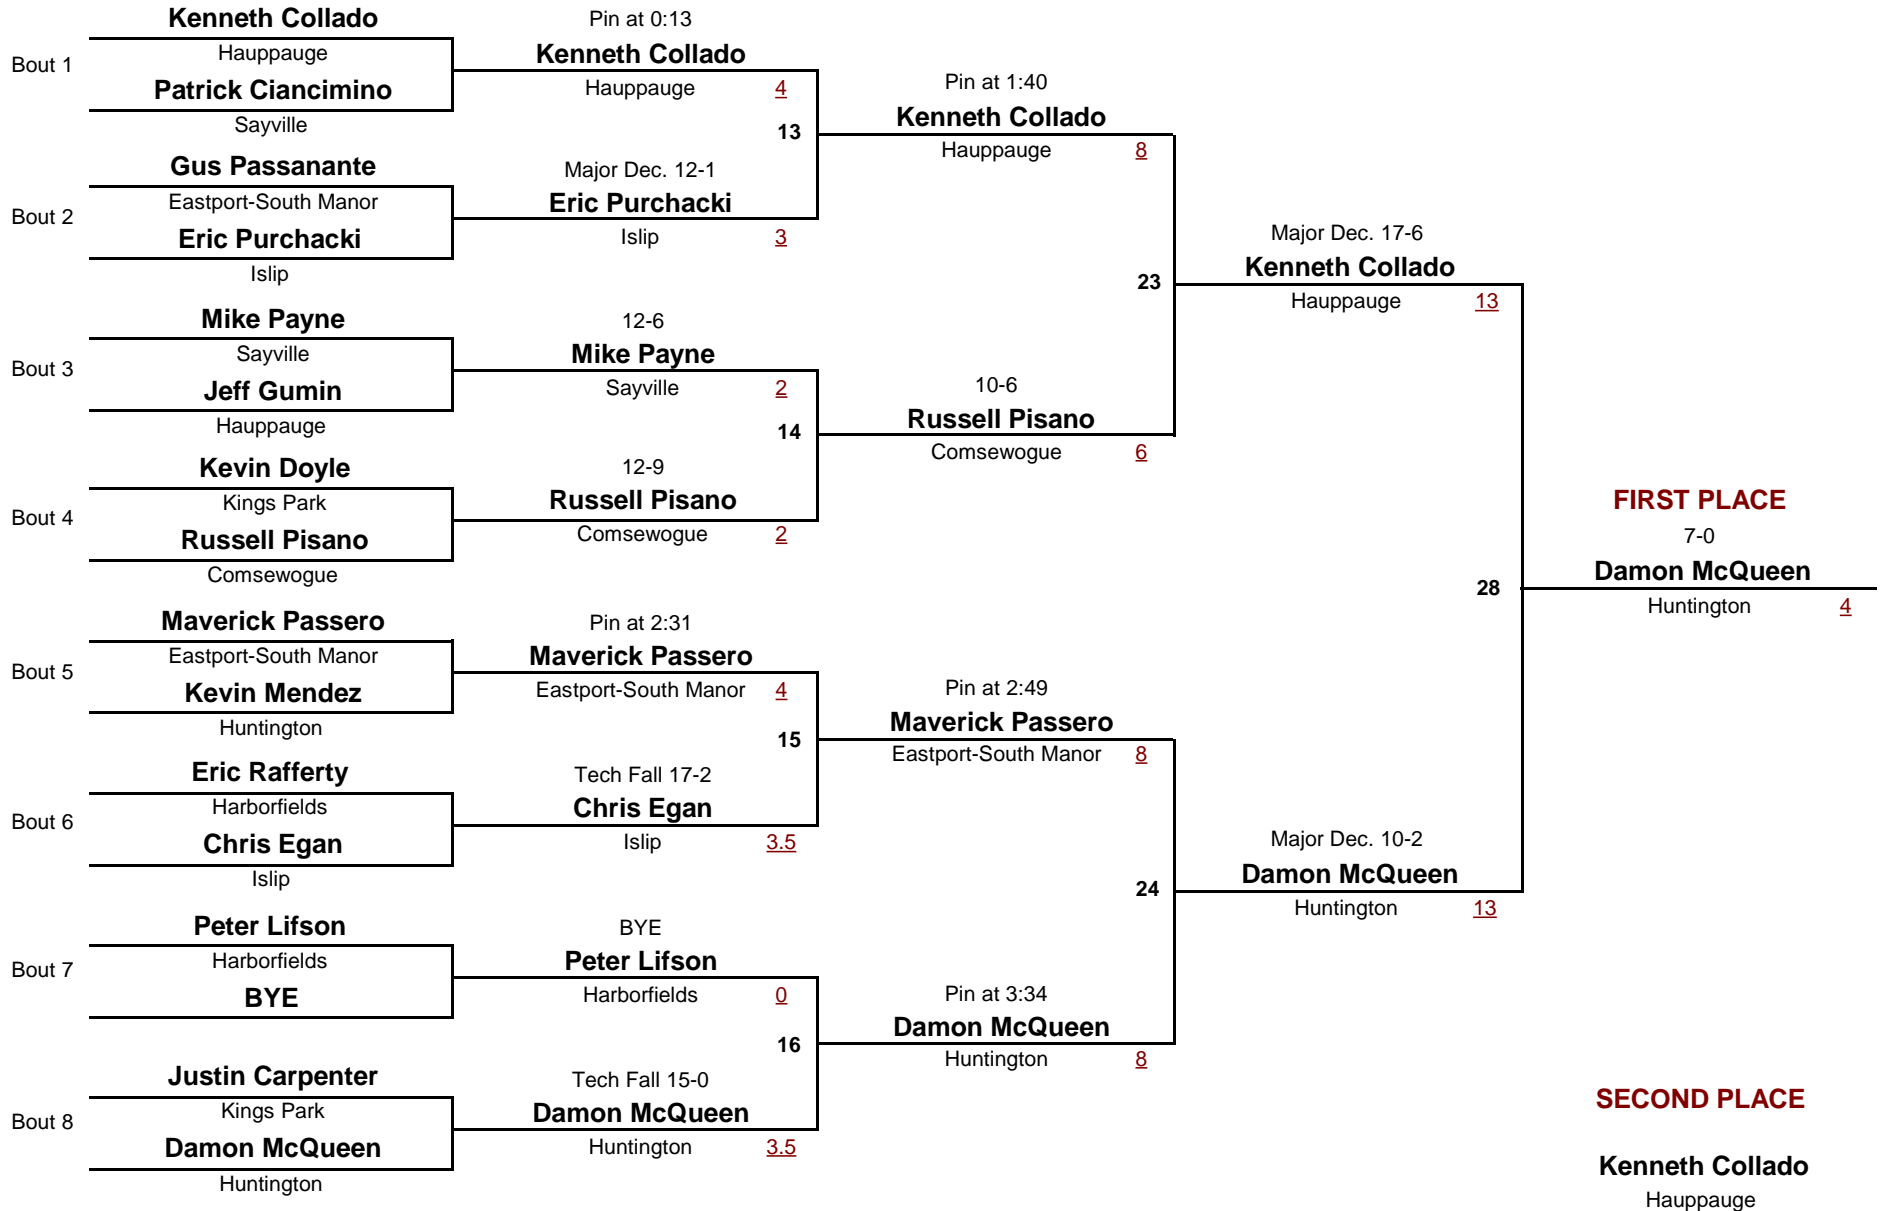 Kenneth Collado
Bout 1
Hauppauge
Patrick Ciancimino
Sayville
Gus Passanante
Bout 2
Eastport-South Manor
Eric Purchacki
Islip
Mike Payne
Bout 3
Sayville
Jeff Gumin
Hauppauge
Kevin Doyle
Bout 4
Kings Park
Russell Pisano
Comsewogue
Maverick Passero
Bout 5
Eastport-South Manor
Kevin Mendez
Huntington
Eric Rafferty
Bout 6
Harborfields
Chris Egan
Islip
Peter Lifson
Bout 7
Harborfields
BYE
Justin Carpenter
Bout 8
Kings Park
Damon McQueen
Huntington
Pin at 0:13
Kenneth Collado
Hauppauge 4
13
Major Dec. 12-1
Eric Purchacki
Islip 3
12-6
Mike Payne
Sayville 2
14
12-9
Russell Pisano
Comsewogue 2
Pin at 2:31
Maverick Passero
Eastport-South Manor 4
15
Tech Fall 17-2
Chris Egan
Islip 3.5
BYE
Peter Lifson
Harborfields 0
16
Tech Fall 15-0
Damon McQueen
Huntington 3.5
Pin at 1:40
Kenneth Collado
Hauppauge 8
23
10-6
Russell Pisano
Comsewogue 6
Pin at 2:49
Maverick Passero
Eastport-South Manor 8
24
Pin at 3:34
Damon McQueen
Huntington 8
Major Dec. 17-6
Kenneth Collado
Hauppauge 13
28
Major Dec. 10-2
Damon McQueen
Huntington 13
FIRST PLACE
7-0
Damon McQueen
Huntington 4
SECOND PLACE
Kenneth Collado
Hauppauge